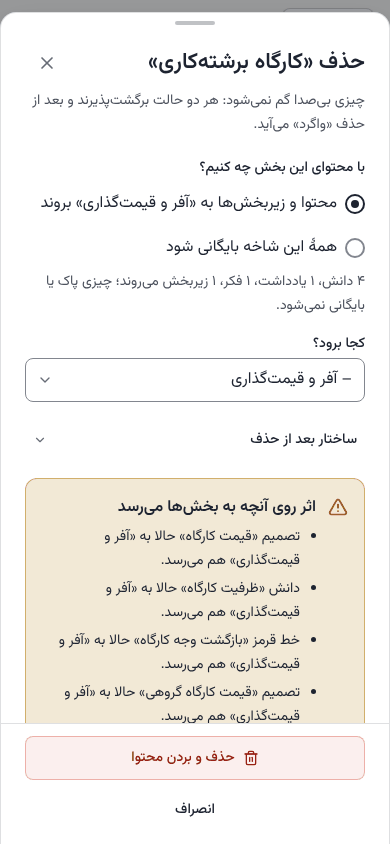 حذف «کارگاه برشته‌کاری»
چیزی بی‌صدا گم نمی‌شود: هر دو حالت برگشت‌پذیرند و بعد از
حذف «واگرد» می‌آید.
با محتوای این بخش چه کنیم؟
محتوا و زیربخش‌ها به «آفر و قیمت‌گذاری» بروند
همهٔ این شاخه بایگانی شود
۴ دانش، ۱ یادداشت، ۱ فکر، ۱ زیربخش می‌روند؛ چیزی پاک یا
بایگانی نمی‌شود.
کجا برود؟
– آفر و قیمت‌گذاری
ساختار بعد از حذف
اثر روی آنچه به بخش‌ها می‌رسد
• تصمیم «قیمت کارگاه» حالا به «آفر و
قیمت‌گذاری» هم می‌رسد.
• دانش «ظرفیت کارگاه» حالا به «آفر و
قیمت‌گذاری» هم می‌رسد.
• خط قرمز «بازگشت وجه کارگاه» حالا به «آفر و
قیمت‌گذاری» هم می‌رسد.
• تصمیم «قیمت کارگاه گروهی» حالا به «آفر و
قیمت‌گذاری» هم می‌رسد.
حذف و بردن محتوا
انصراف